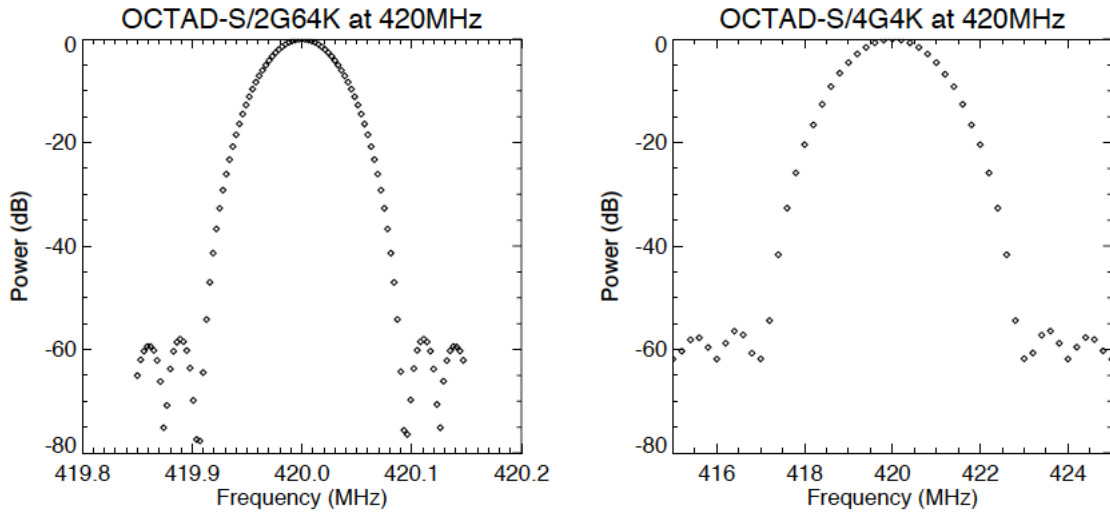 OCTAD-S/2G64K at 420MHz
Power (dB)
0
-20
-40
-60
-80
419.8 419.9 420.0 420.1 420.2
Frequency (MHz)
OCTAD-S/4G4K at 420MHz
Power (dB)
0
-20
-40
-60
-80
416 418 420 422 424
Frequency (MHz)